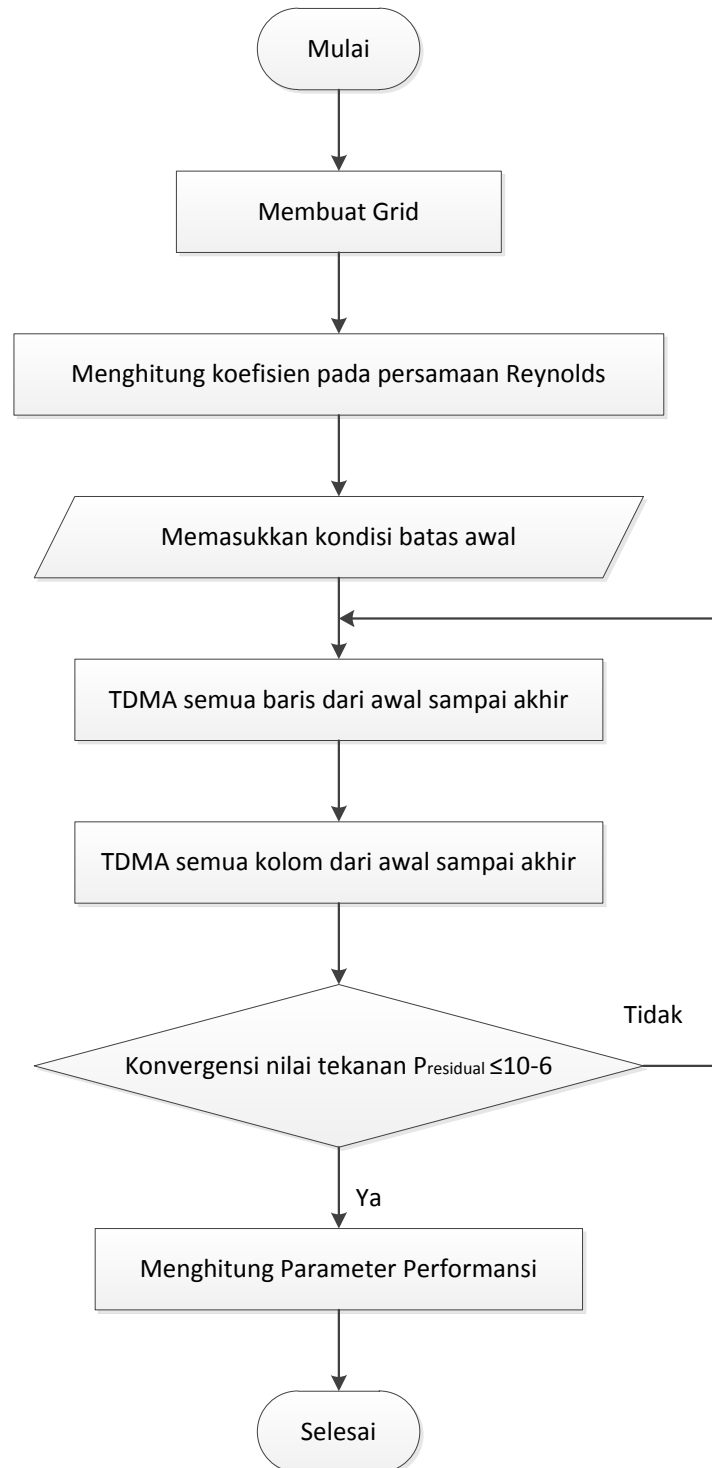 Mulai
Membuat Grid
Menghitung koefisien pada persamaan Reynolds
Memasukkan kondisi batas awal
TDMA semua baris dari awal sampai akhir
TDMA semua kolom dari awal sampai akhir
Tidak
Konvergensi nilai tekanan Presidual ≤10-6
Ya
Menghitung Parameter Performansi
Selesai